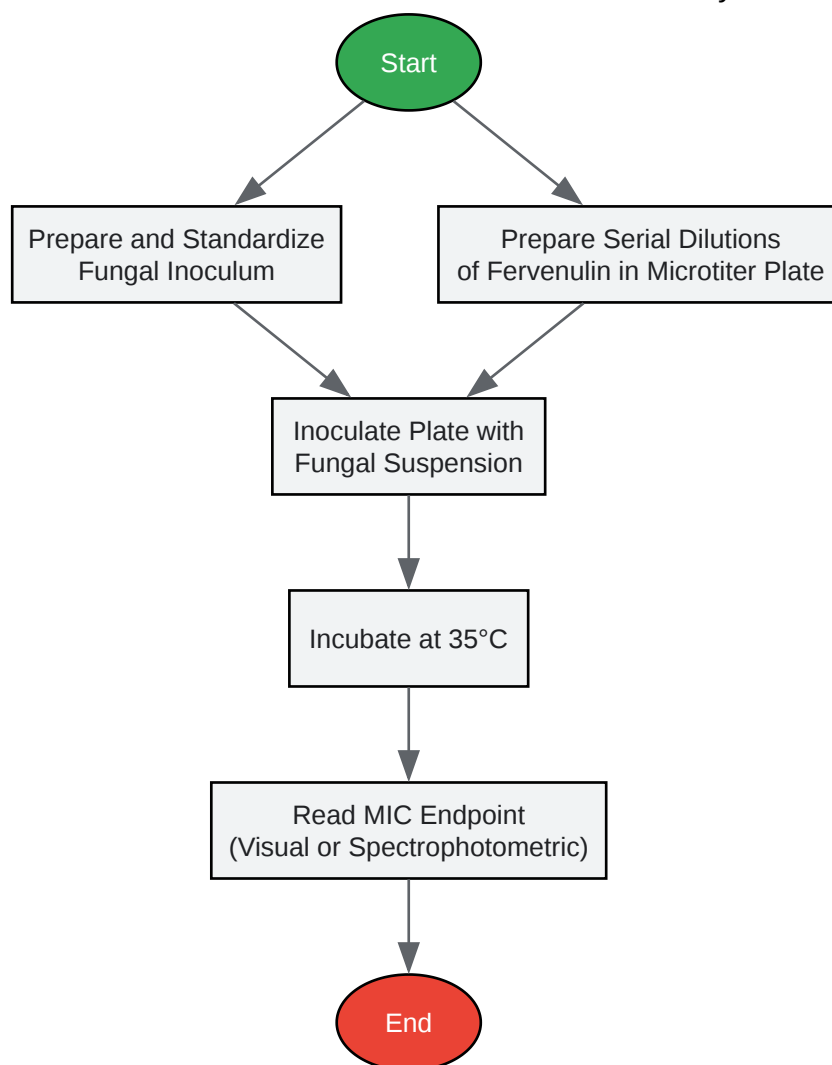 Start
Prepare and Standardize
Fungal Inoculum
Prepare Serial Dilutions
of Fervenulin in Microtiter Plate
Inoculate Plate with
Fungal Suspension
Incubate at 35°C
Read MIC Endpoint
(Visual or Spectrophotometric)
End